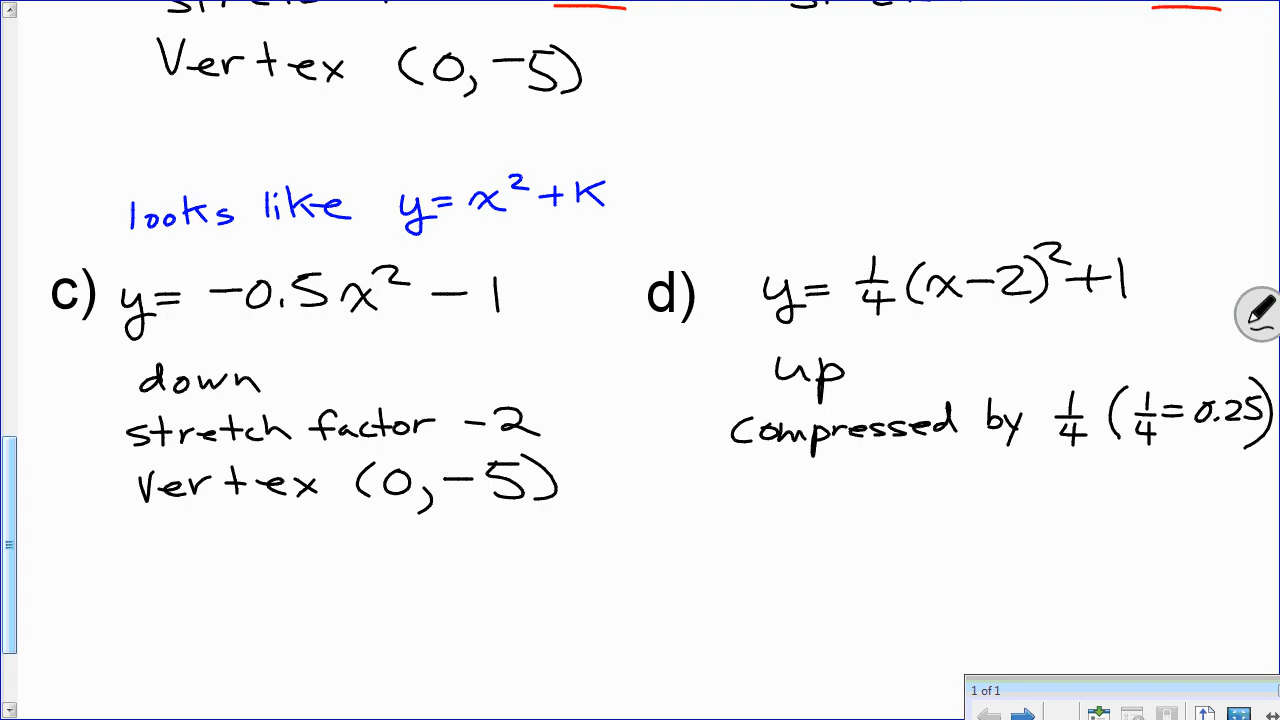 Vertex (0, -5)
looks like y = x² + K
c) y = -0.5x² - 1
down
stretch factor -2
vertex (0, -5)
d) y = 1/4 (x-2)² + 1
up
compressed by 1/4 (1/4 = 0.25)
1 of 1